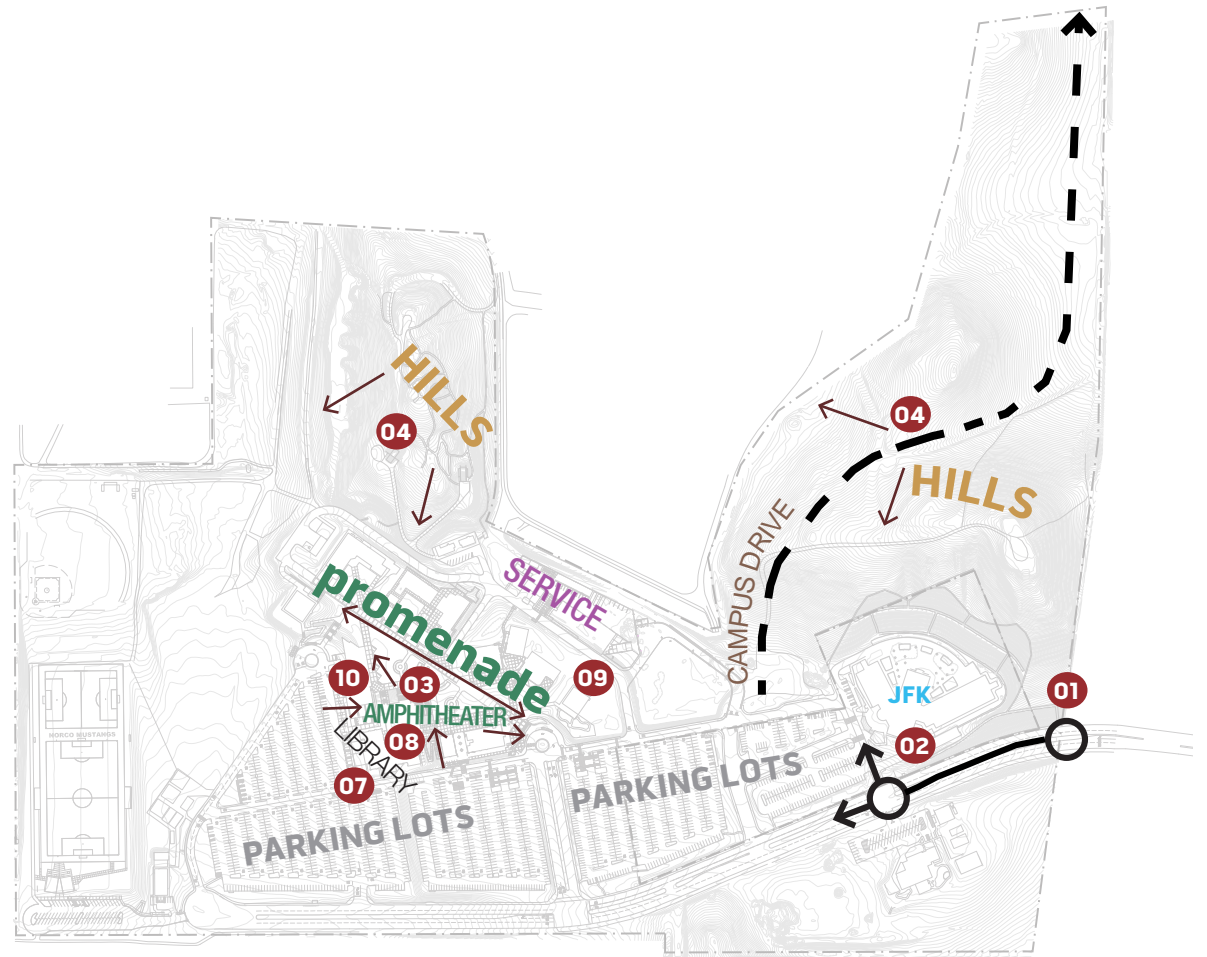 HILLS
04
04
HILLS
CAMPUS DRIVE
SERVICE
promenade
10
03
09
JFK
01
AMPHITHEATER
02
LIBRARY
08
NORCO MUSTANGS
07
PARKING LOTS
PARKING LOTS